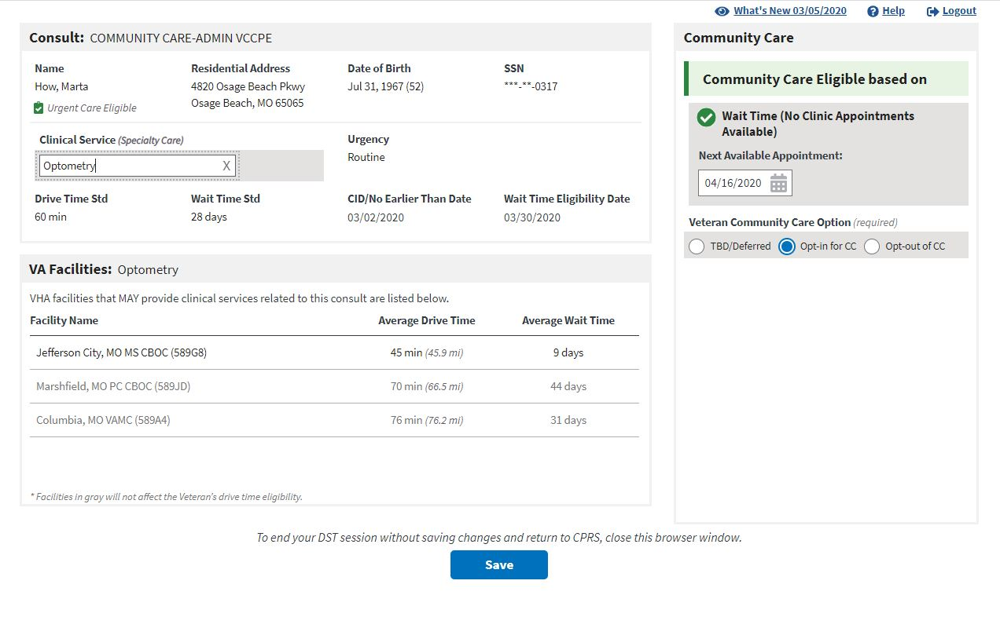 What's New 03/05/2020 Help Logout
Consult: COMMUNITY CARE-ADMIN VCCPE
Name Residential Address Date of Birth SSN
How, Marta 4820 Osage Beach Pkwy Jul 31, 1967 (52) ***-**-0317
Osage Beach, MO 65065
Urgent Care Eligible
Clinical Service (Specialty Care) Urgency
Optometry X Routine
Drive Time Std Wait Time Std CID/No Earlier Than Date Wait Time Eligibility Date
60 min 28 days 03/02/2020 03/30/2020
VA Facilities: Optometry
VHA facilities that MAY provide clinical services related to this consult are listed below.
Facility Name Average Drive Time Average Wait Time
Jefferson City, MO MS CBOC (589G8) 45 min (45.9 mi) 9 days
Marshfield, MO PC CBOC (589JD) 70 min (66.5 mi) 44 days
Columbia, MO VAMC (589A4) 76 min (76.2 mi) 31 days
* Facilities in gray will not affect the Veteran's drive time eligibility.
Community Care
Community Care Eligible based on
Wait Time (No Clinic Appointments
Available)
Next Available Appointment:
04/16/2020
Veteran Community Care Option (required)
TBD/Deferred Opt-in for CC Opt-out of CC
To end your DST session without saving changes and return to CPRS, close this browser window.
Save